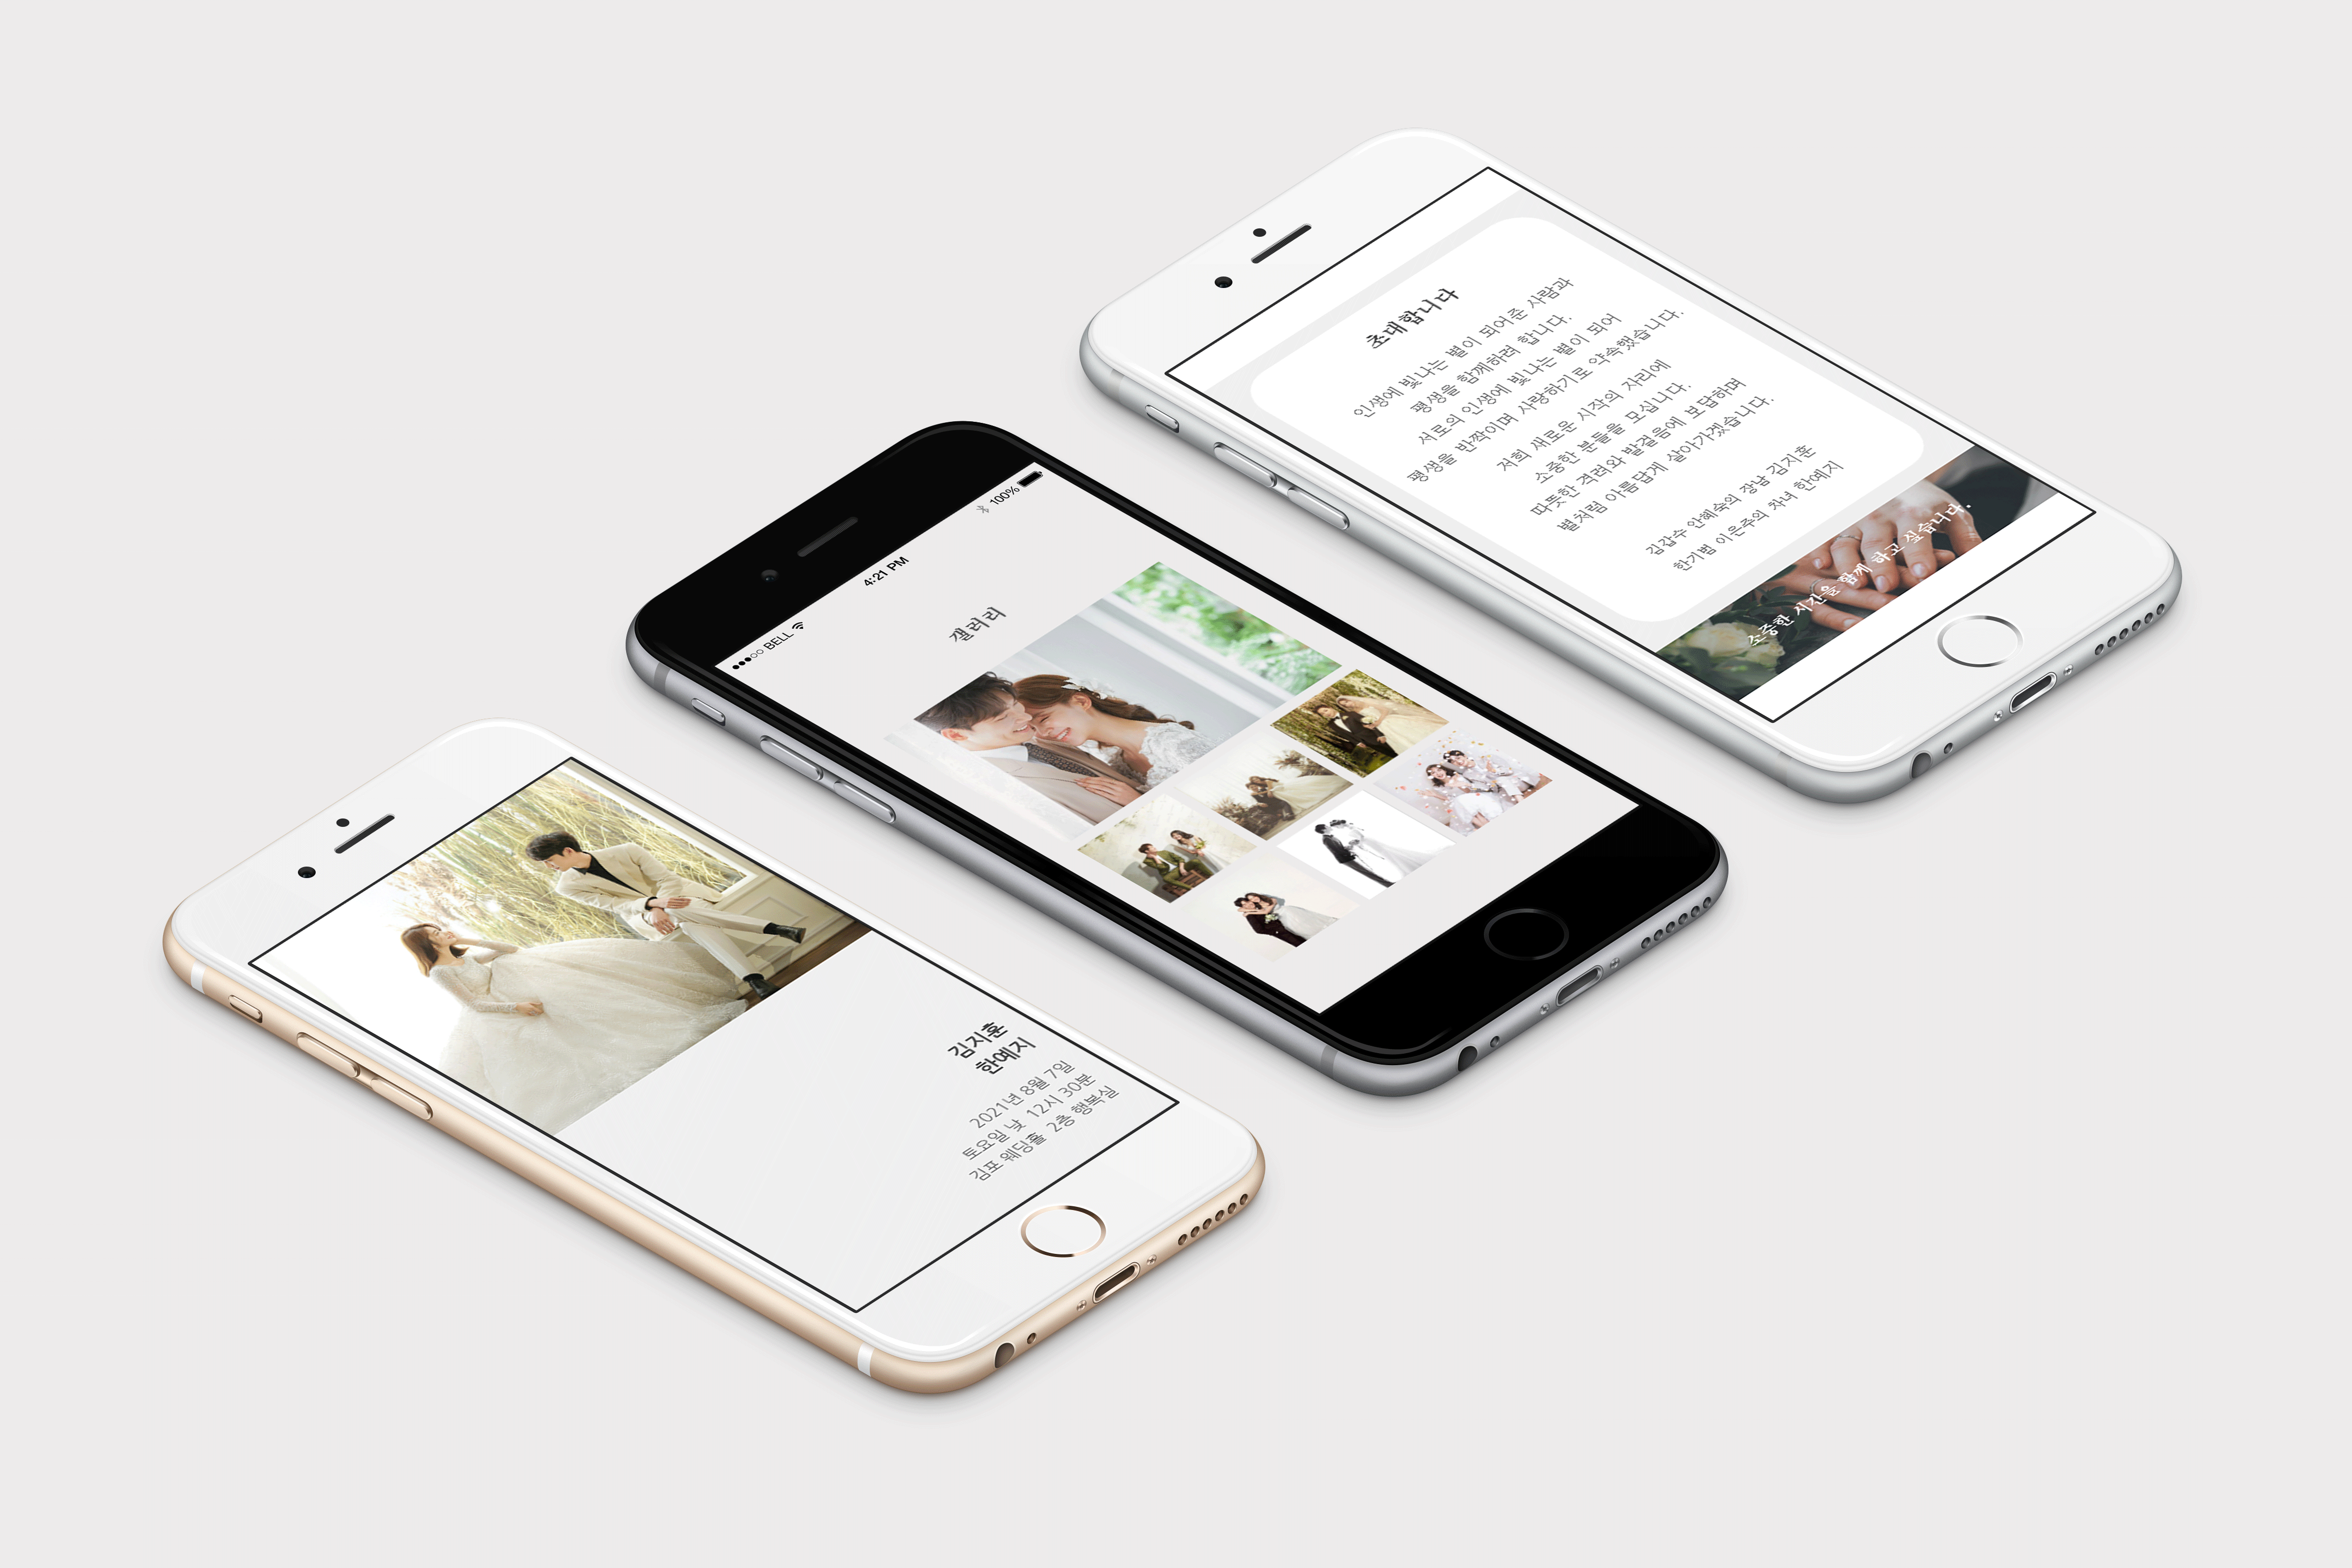 김지훈
한예지
2021년 8월 7일
토요일 낮 12시 30분
김포 웨딩홀 2층 행복실
BELL
4:21 PM
100%
갤러리
초대합니다
인생에 빛나는 별이 되어준 사람과
평생을 함께하려 합니다.
서로의 인생에 빛나는 별이 되어
평생을 반짝이며 사랑하기로 약속했습니다.
저희 새로운 시작의 자리에
소중한 분들을 모십니다.
따뜻한 격려와 발걸음에 보답하며
별처럼 아름답게 살아가겠습니다.
김갑수 안혜숙의 장남 김지훈
한기범 이은주의 차녀 한예지
소중한 시간을 함께 하고 싶습니다.